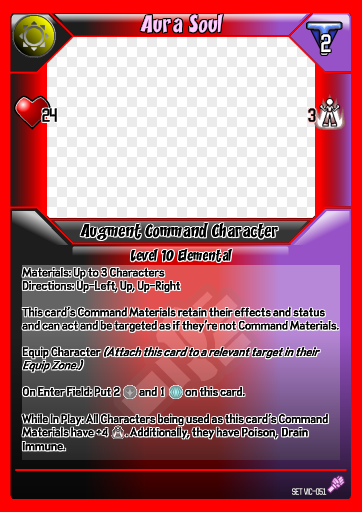 Aura Soul
2
24
3
Augment Command Character
Level 10 Elemental
Materials: Up to 3 Characters
Directions: Up-Left, Up, Up-Right
This card's Command Materials retain their effects and status
and can act and be targeted as if they're not Command Materials.
Equip Character (Attach this card to a relevant target in their
Equip Zone.)
On Enter Field: Put 2 and 1 on this card.
While In Play: All Characters being used as this card's Command
Materials have +4 . Additionally, they have Poison, Drain
Immune.
SET VIC-051